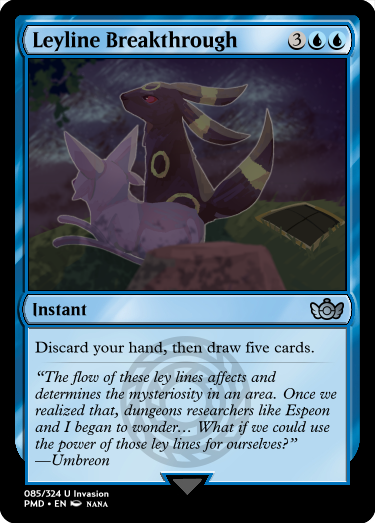 Leyline Breakthrough 3
Instant
Discard your hand, then draw five cards.
“The flow of these ley lines affects and
determines the mysteriosity in an area. Once we
realized that, dungeons researchers like Espeon
and I began to wonder… What if we could use
the power of those ley lines for ourselves?”
—Umbreon
085/324 U Invasion
PMD • EN NANA